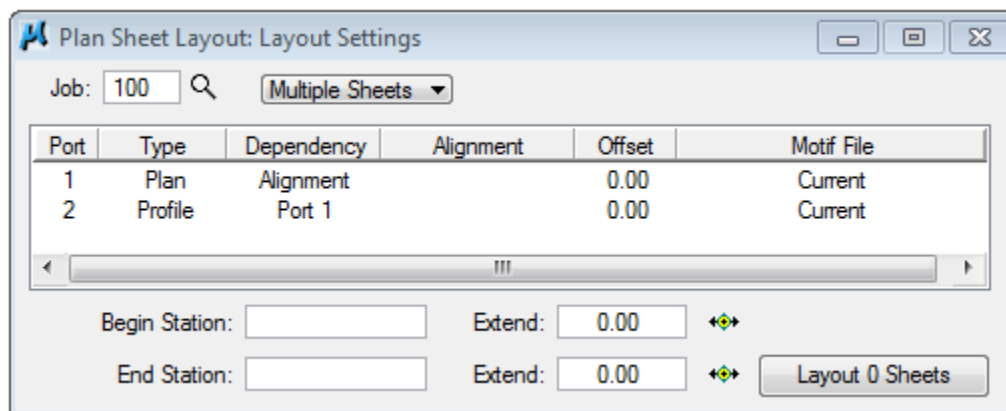 Plan Sheet Layout: Layout Settings
Job: 100 Multiple Sheets
Port Type Dependency Alignment Offset Motif File
1 Plan Alignment 0.00 Current
2 Profile Port 1 0.00 Current
Begin Station: Extend: 0.00
End Station: Extend: 0.00 Layout 0 Sheets